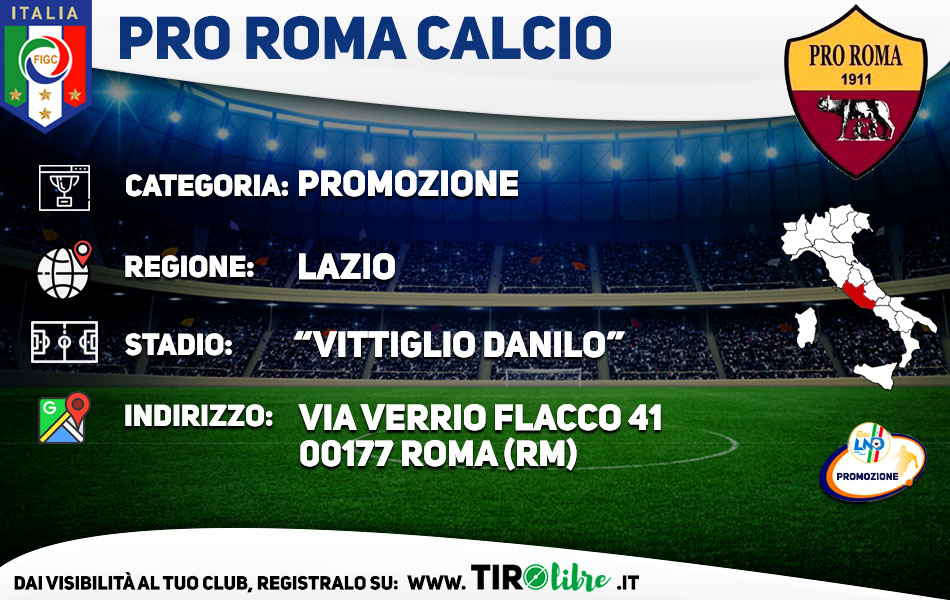 ITALIA
FIGC
PRO ROMA CALCIO
PRO ROMA
1911
CATEGORIA: PROMOZIONE
REGIONE: LAZIO
STADIO: “VITTIGLIO DANILO”
G
INDIRIZZO: VIA VERRIO FLACCO 41
00177 ROMA (RM)
LND
PROMOZIONE
DAI VISIBILITÀ AL TUO CLUB, REGISTRALO SU: WWW. TIROlibre .IT